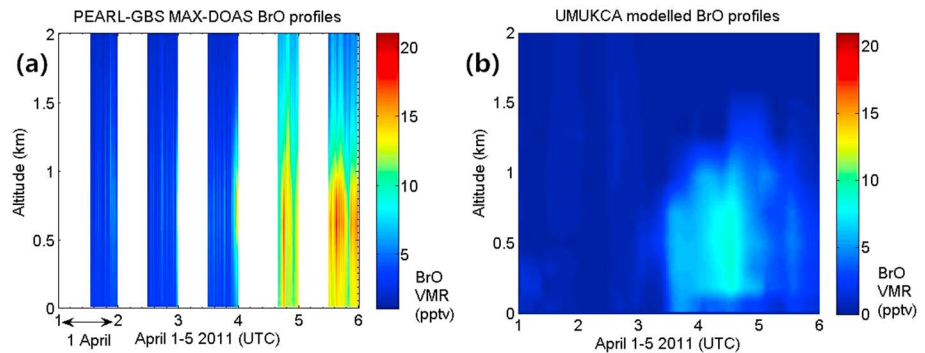 PEARL-GBS MAX-DOAS BrO profiles
(a)
Altitude (km)
2
1.5
1
0.5
0
1 2 3 4 5 6
1 April
April 1-5 2011 (UTC)
20
15
10
5
BrO
VMR
(pptv)
UMUKCA modelled BrO profiles
(b)
Altitude (km)
2
1.5
1
0.5
0
1 2 3 4 5 6
April 1-5 2011 (UTC)
20
15
10
5
0
BrO
VMR
(pptv)